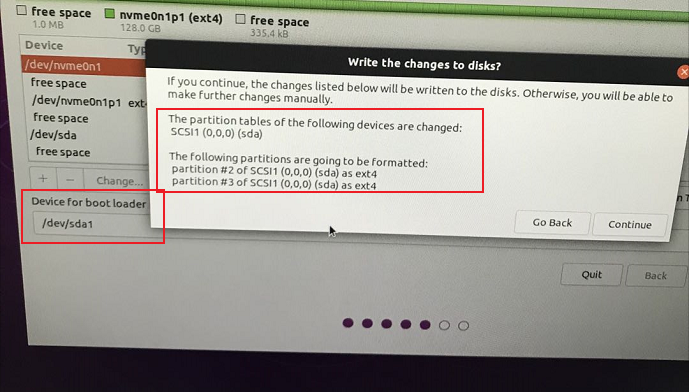 free space
nvme0n1p1 (ext4)
free space
1.0 MB
128.0 GB
335.4 kB
Device
/dev/nvme0n1
free space
/dev/nvme0n1p1 ext4
free space
/dev/sda
free space
+ − Change...
Device for boot loader
/dev/sda1
Write the changes to disks?
If you continue, the changes listed below will be written to the disks. Otherwise, you will be able to
make further changes manually.
The partition tables of the following devices are changed:
SCSI1 (0,0,0) (sda)
The following partitions are going to be formatted:
partition #2 of SCSI1 (0,0,0) (sda) as ext4
partition #3 of SCSI1 (0,0,0) (sda) as ext4
Go Back
Continue
Quit
Back